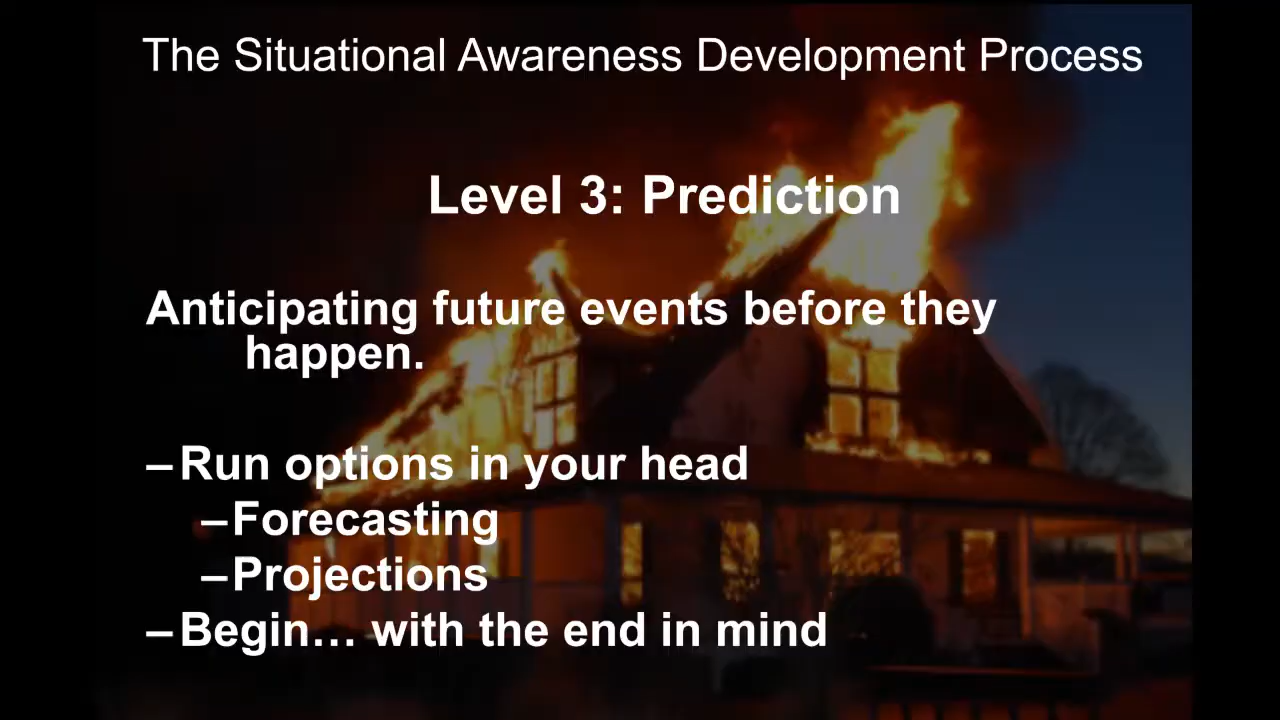 The Situational Awareness Development Process
Level 3: Prediction
Anticipating future events before they
happen.
–Run options in your head
–Forecasting
–Projections
–Begin… with the end in mind